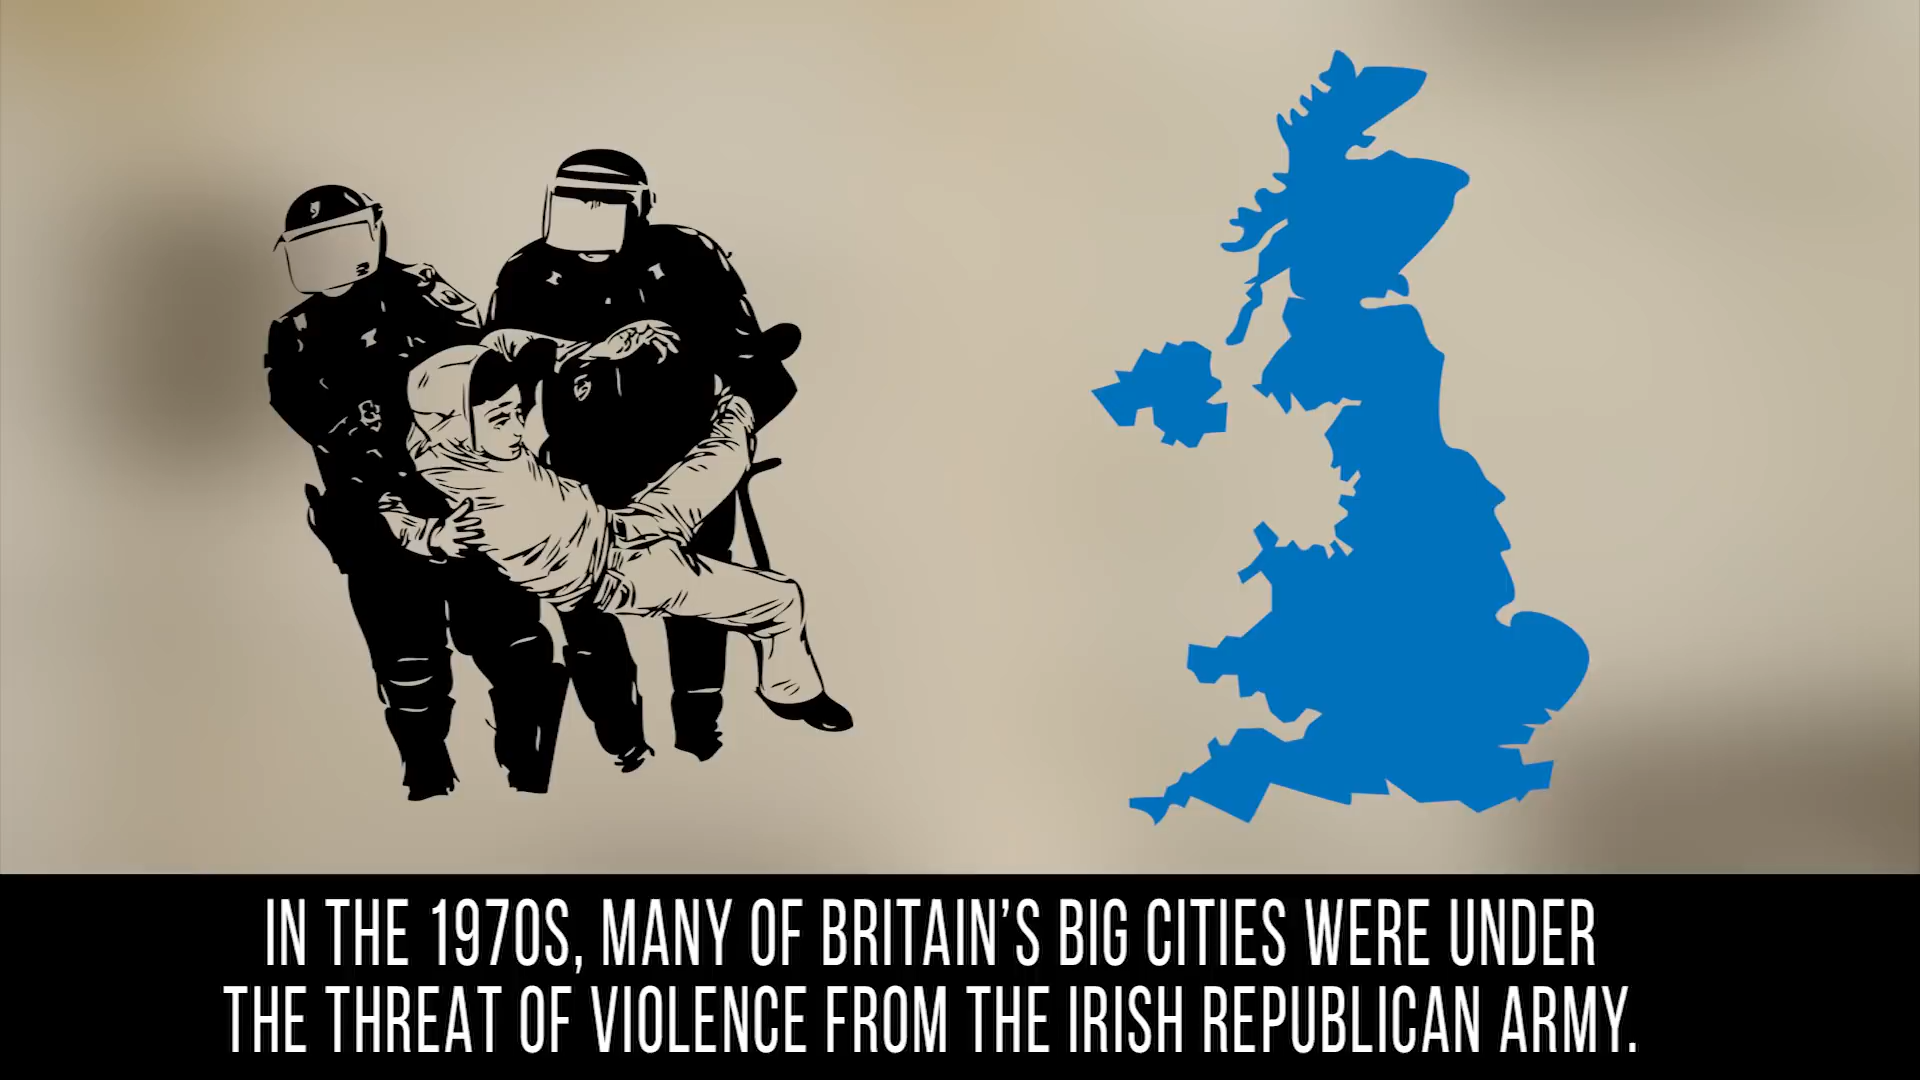 IN THE 1970S, MANY OF BRITAIN'S BIG CITIES WERE UNDER
THE THREAT OF VIOLENCE FROM THE IRISH REPUBLICAN ARMY.